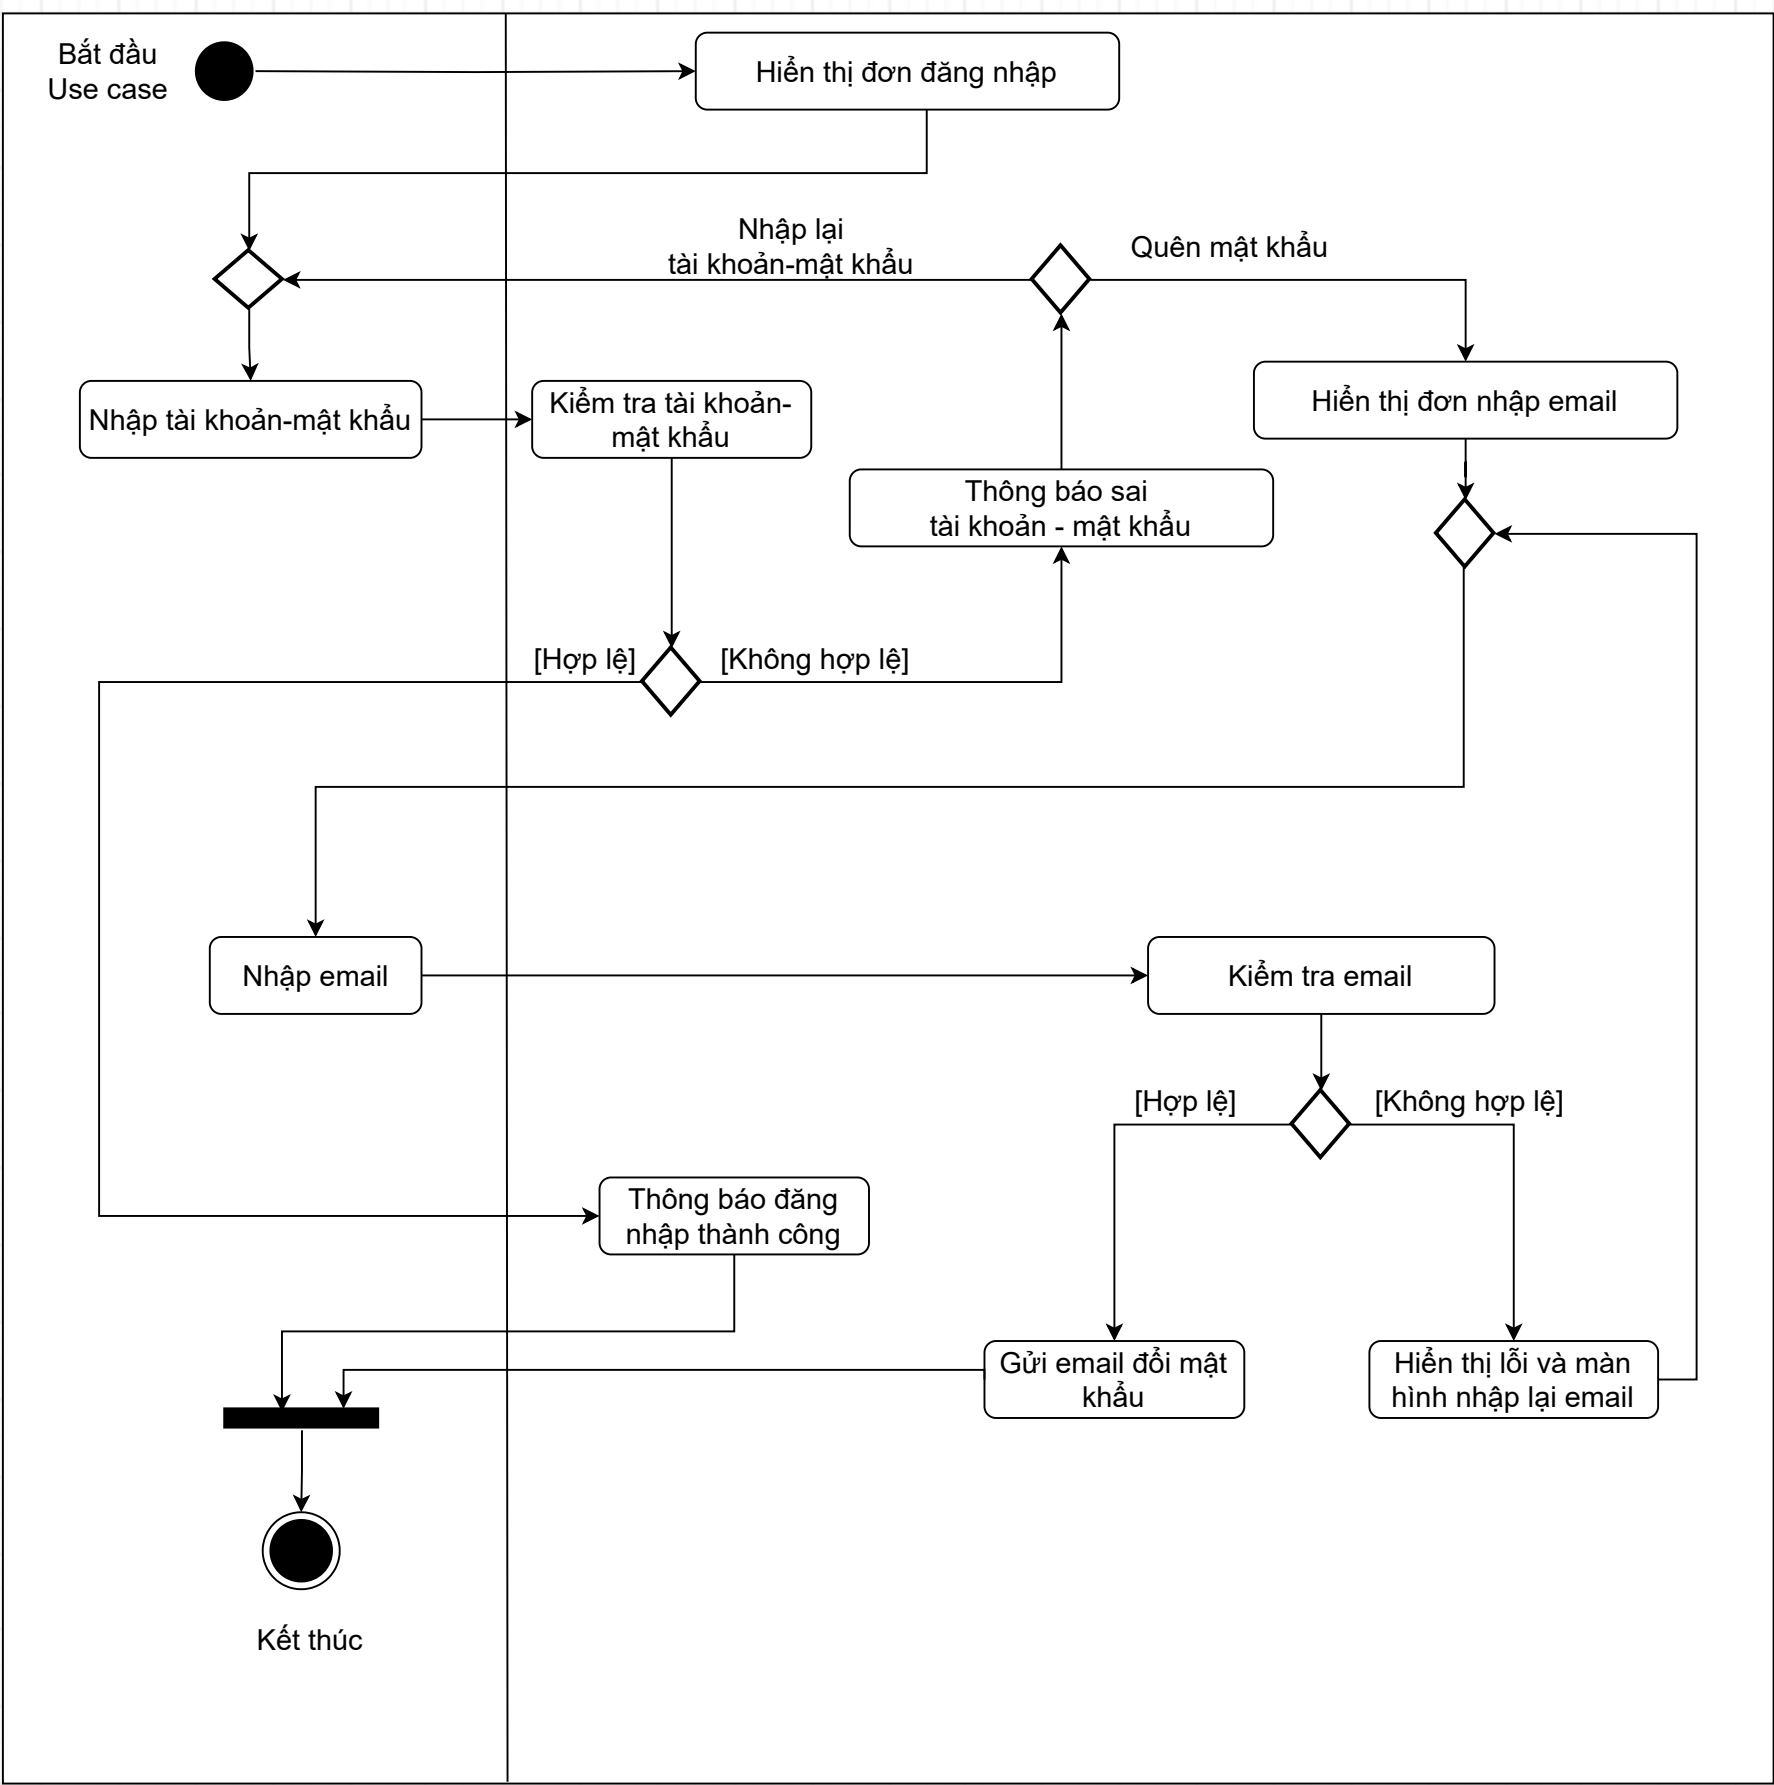 Bắt đầu
Use case
Hiển thị đơn đăng nhập
Nhập lại
tài khoản-mật khẩu
Quên mật khẩu
Nhập tài khoản-mật khẩu
Kiểm tra tài khoản-
mật khẩu
Hiển thị đơn nhập email
Thông báo sai
tài khoản - mật khẩu
[Hợp lệ]
[Không hợp lệ]
Nhập email
Kiểm tra email
[Hợp lệ]
[Không hợp lệ]
Thông báo đăng
nhập thành công
Gửi email đổi mật
khẩu
Hiển thị lỗi và màn
hình nhập lại email
Kết thúc